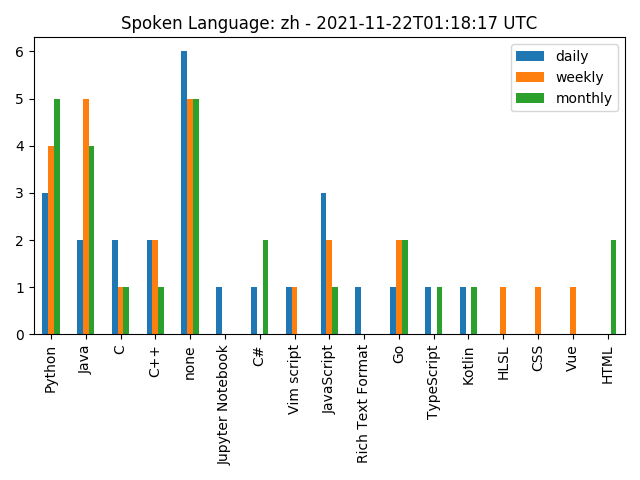 Spoken Language: zh - 2021-11-22T01:18:17 UTC
daily
weekly
monthly
6
5
4
3
2
1
0
Python
Java
C
C++
none
Jupyter Notebook
C#
Vim script
JavaScript
Rich Text Format
Go
TypeScript
Kotlin
HLSL
CSS
Vue
HTML